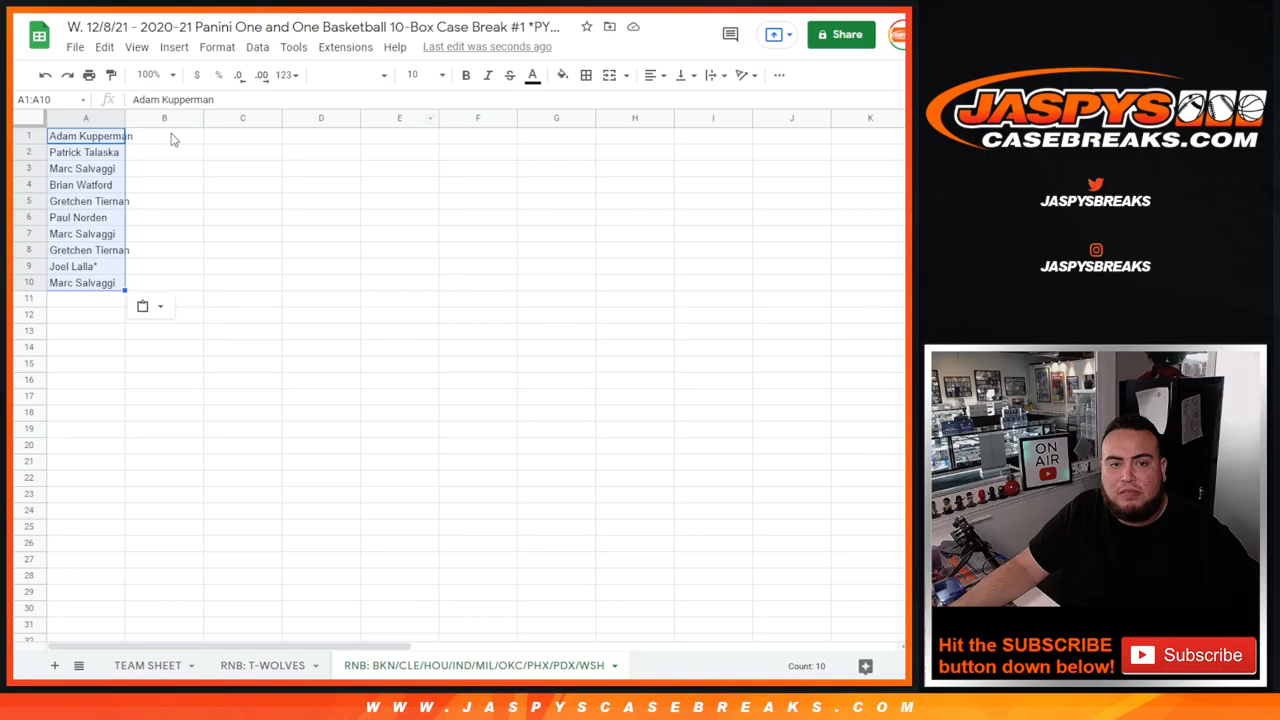 W. 12/8/21 - 2020-21 Panini One and One Basketball 10-Box Case Break #1 *PY...
Share
File Edit View Insert Format Data Tools Extensions Help Last edit was seconds ago
100% $ % .0 .00 123 10 B I S A
A1:A10 fx Adam Kupperman
A B C D E F G H I J K
1 Adam Kupperman
2 Patrick Talaska
3 Marc Salvaggi
4 Brian Watford
5 Gretchen Tiernan
6 Paul Norden
7 Marc Salvaggi
8 Gretchen Tiernan
9 Joel Lalla*
10 Marc Salvaggi
11
12
13
14
15
16
17
18
19
20
21
22
23
24
25
26
27
28
29
30
31
32
TEAM SHEET RNB: T-WOLVES RNB: BKN/CLE/HOU/IND/MIL/OKC/PHX/PDX/WSH Count: 10
JASPYS
CASEBREAKS.COM
JASPYSBREAKS
JASPYSBREAKS
ON
AIR
Hit the SUBSCRIBE
button down below!
Subscribe
WWW.JASPYSCASEBREAKS.COM